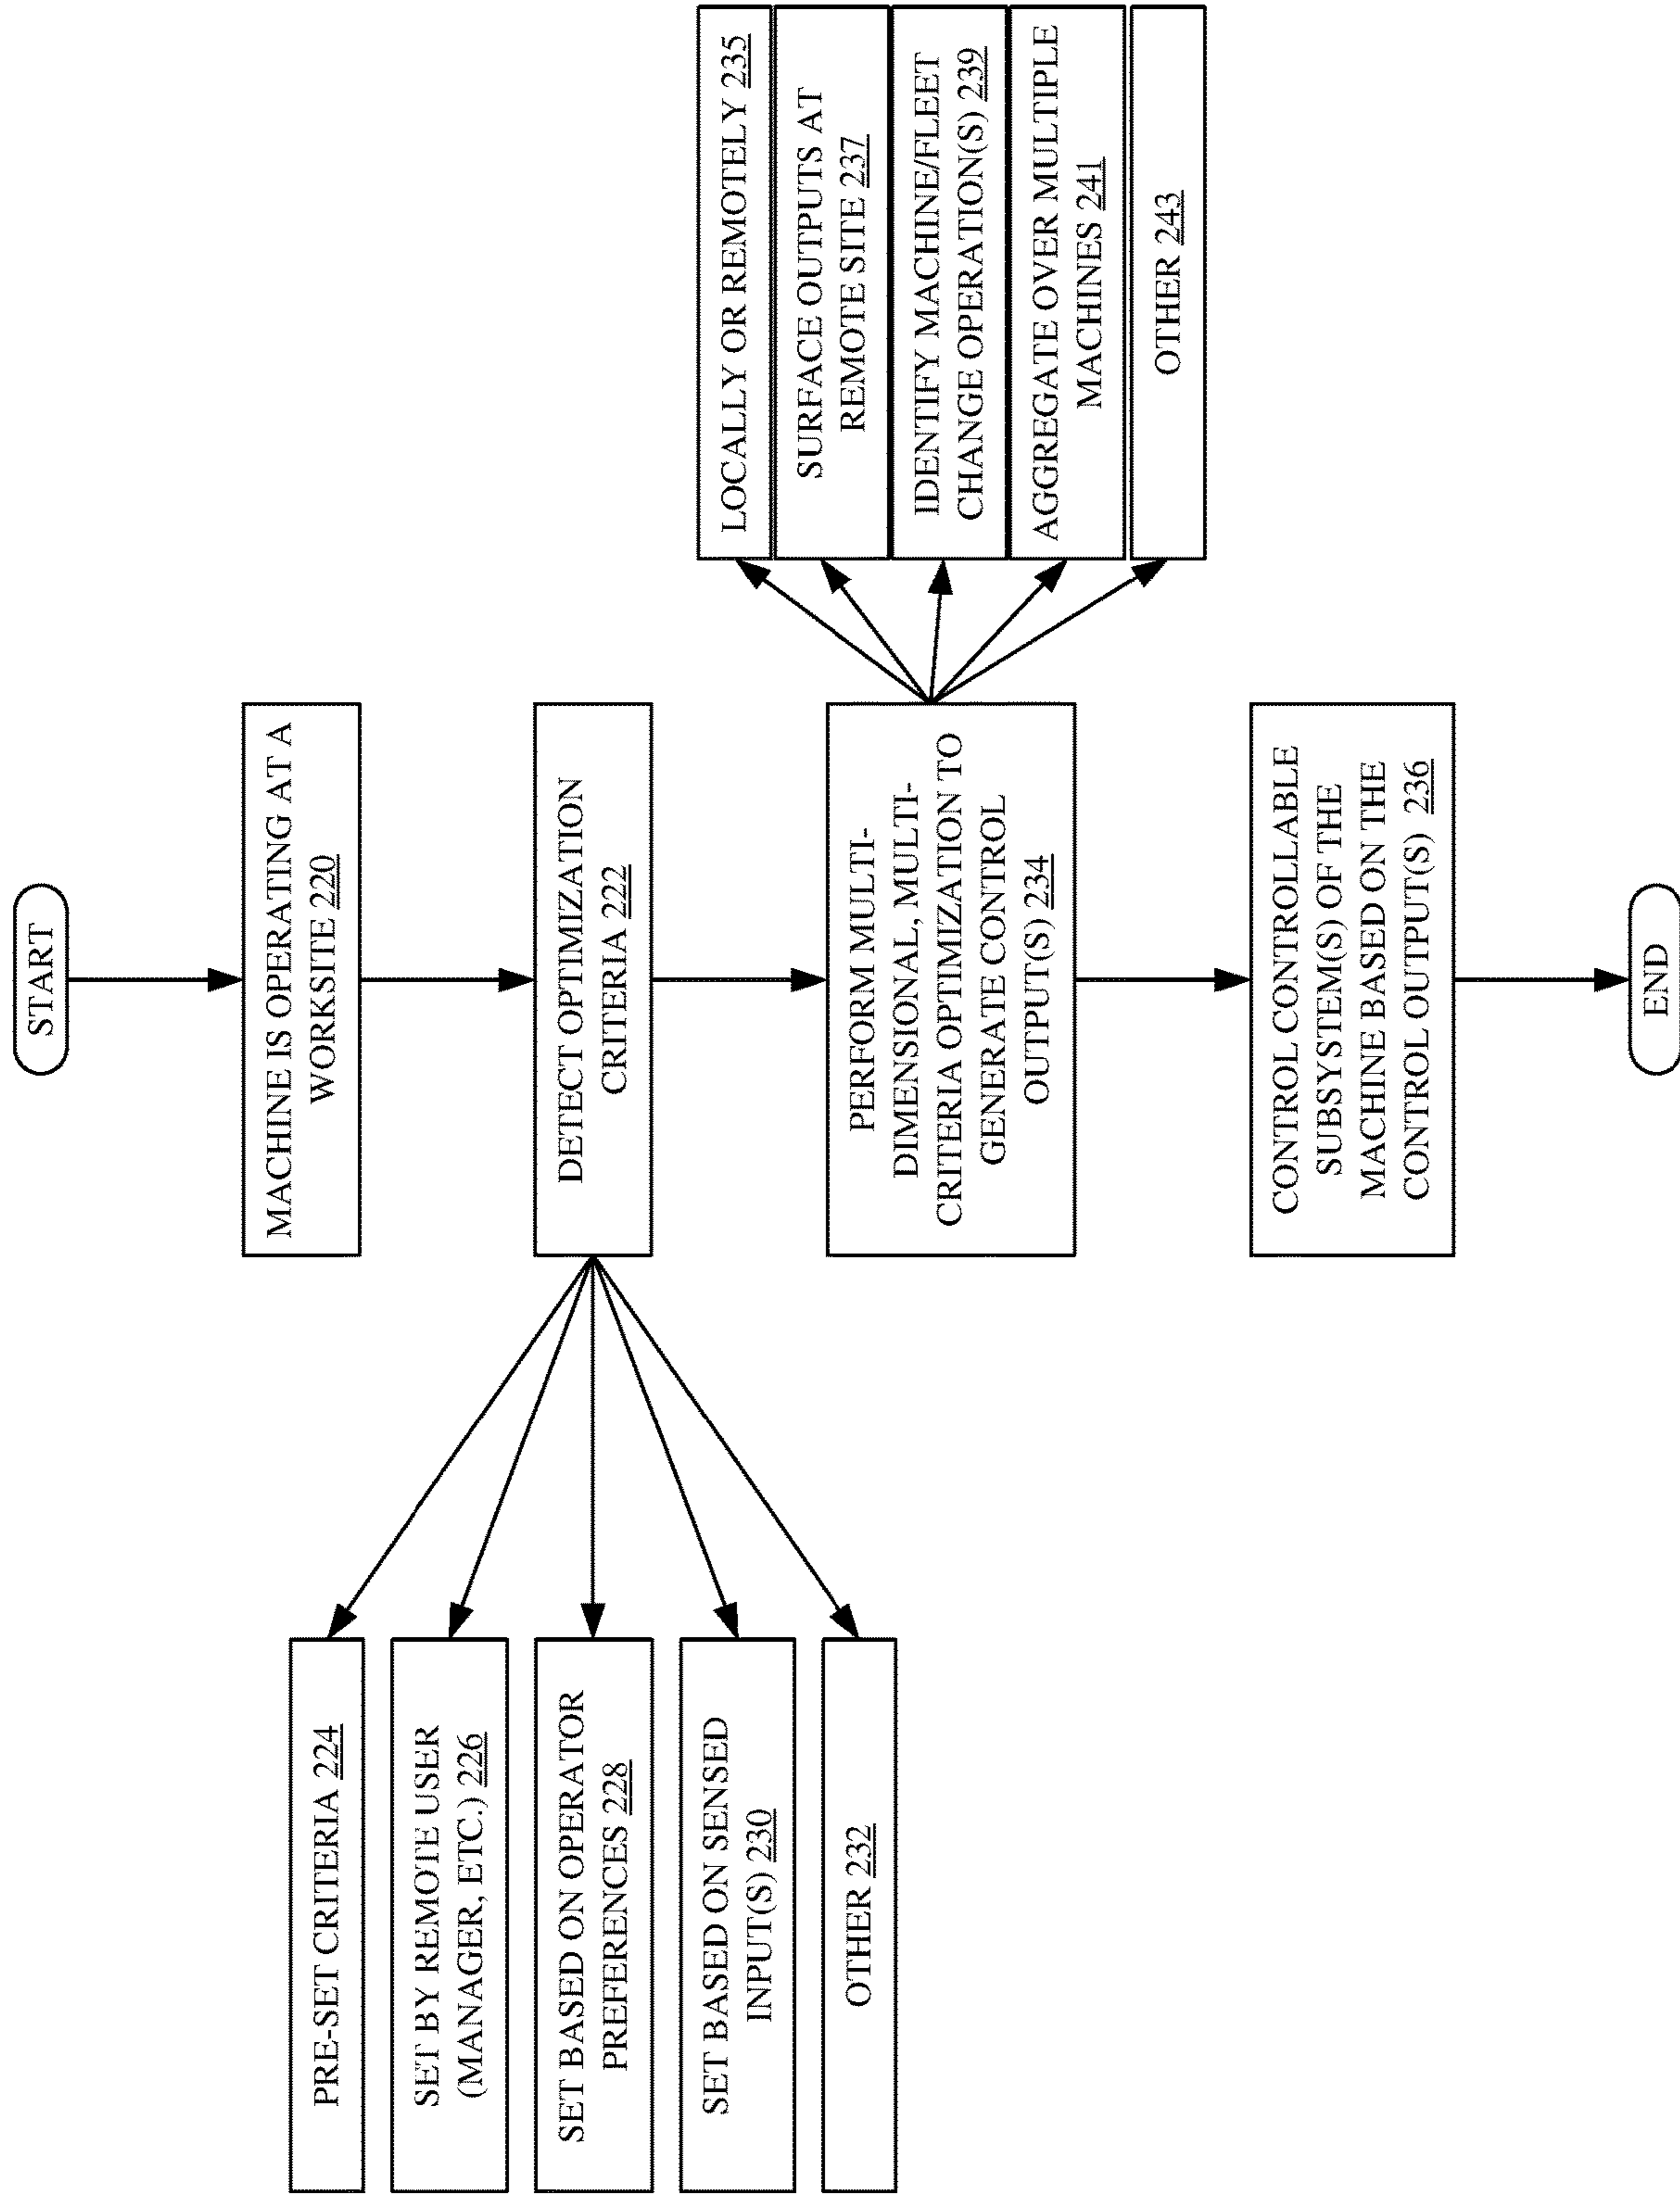 START
MACHINE IS OPERATING AT A
WORKSITE 220
DETECT OPTIMIZATION
CRITERIA 222
PRE-SET CRITERIA 224
SET BY REMOTE USER
(MANAGER, ETC.) 226
SET BASED ON OPERATOR
PREFERENCES 228
SET BASED ON SENSED
INPUT(S) 230
OTHER 232
PERFORM MULTI-
DIMENSIONAL, MULTI-
CRITERIA OPTIMIZATION TO
GENERATE CONTROL
OUTPUT(S) 234
LOCALLY OR REMOTELY 235
SURFACE OUTPUTS AT
REMOTE SITE 237
IDENTIFY MACHINE/FLEET
CHANGE OPERATION(S) 239
AGGREGATE OVER MULTIPLE
MACHINES 241
OTHER 243
CONTROL CONTROLLABLE
SUBSYSTEM(S) OF THE
MACHINE BASED ON THE
CONTROL OUTPUT(S) 236
END